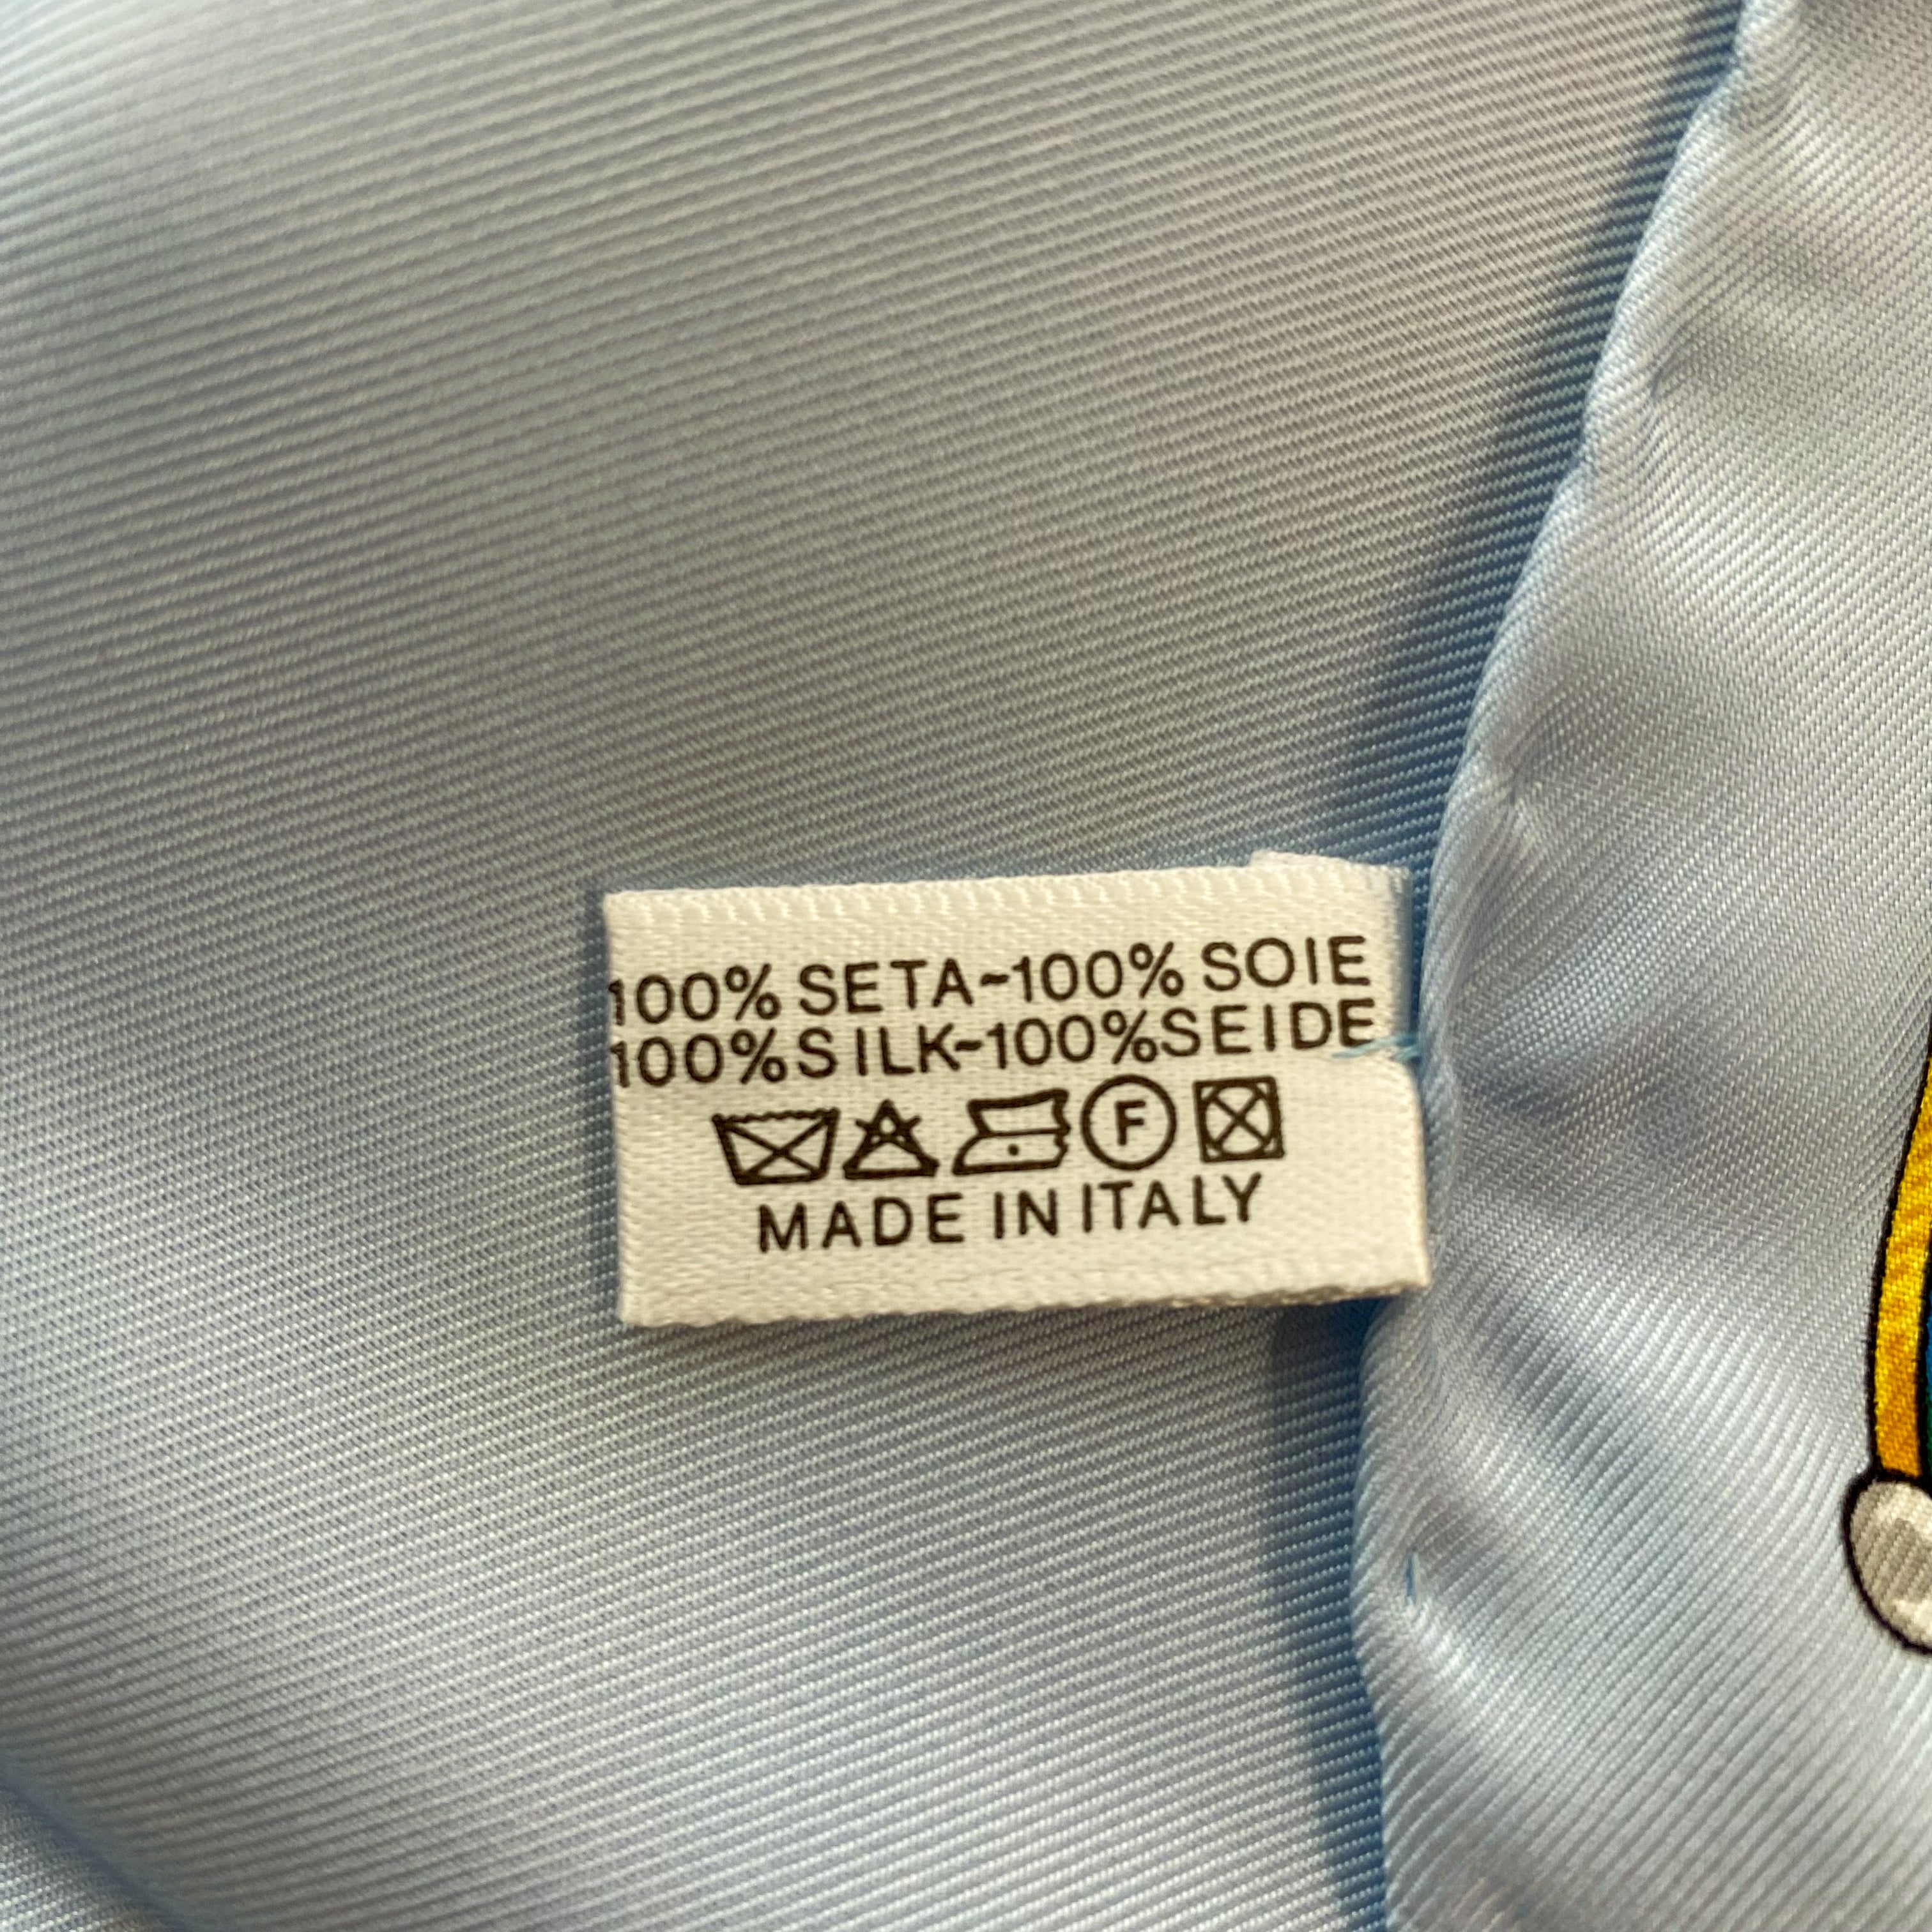 100% SETA-100% SOIE
100% SILK-100% SEIDE
F
MADE IN ITALY